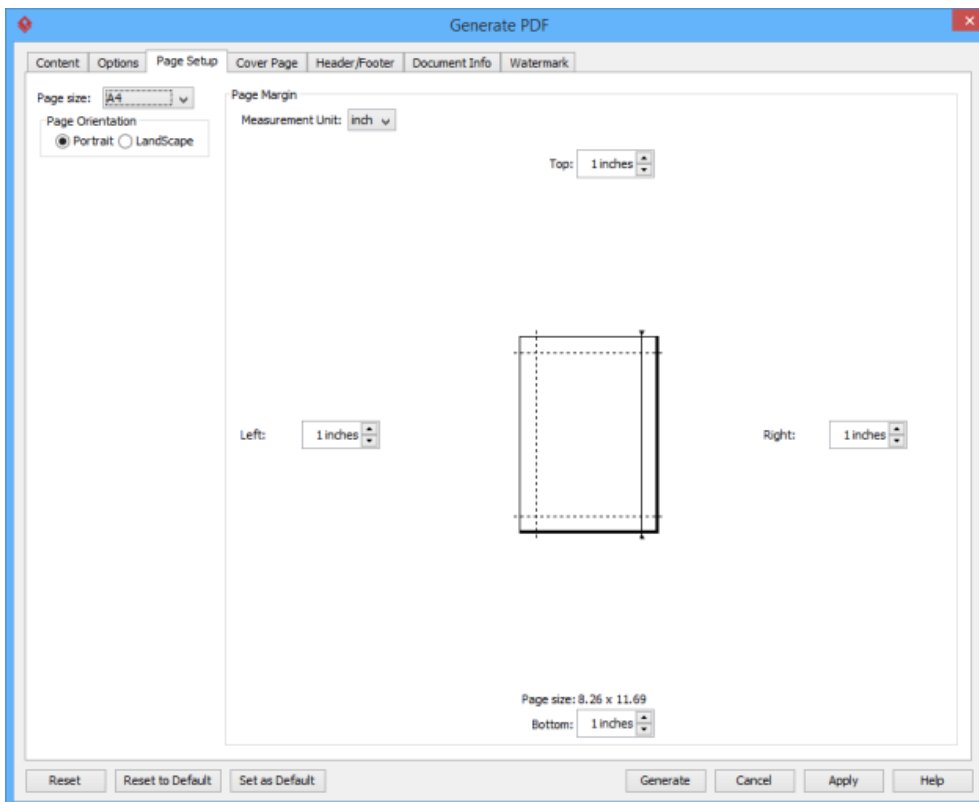 Generate PDF
Content Options Page Setup Cover Page Header/Footer Document Info Watermark
Page size: A4
Page Orientation
Portrait LandScape
Page Margin
Measurement Unit: inch
Top: 1 inches
Left: 1 inches
Right: 1 inches
Page size: 8.26 x 11.69
Bottom: 1 inches
Reset Reset to Default Set as Default Generate Cancel Apply Help